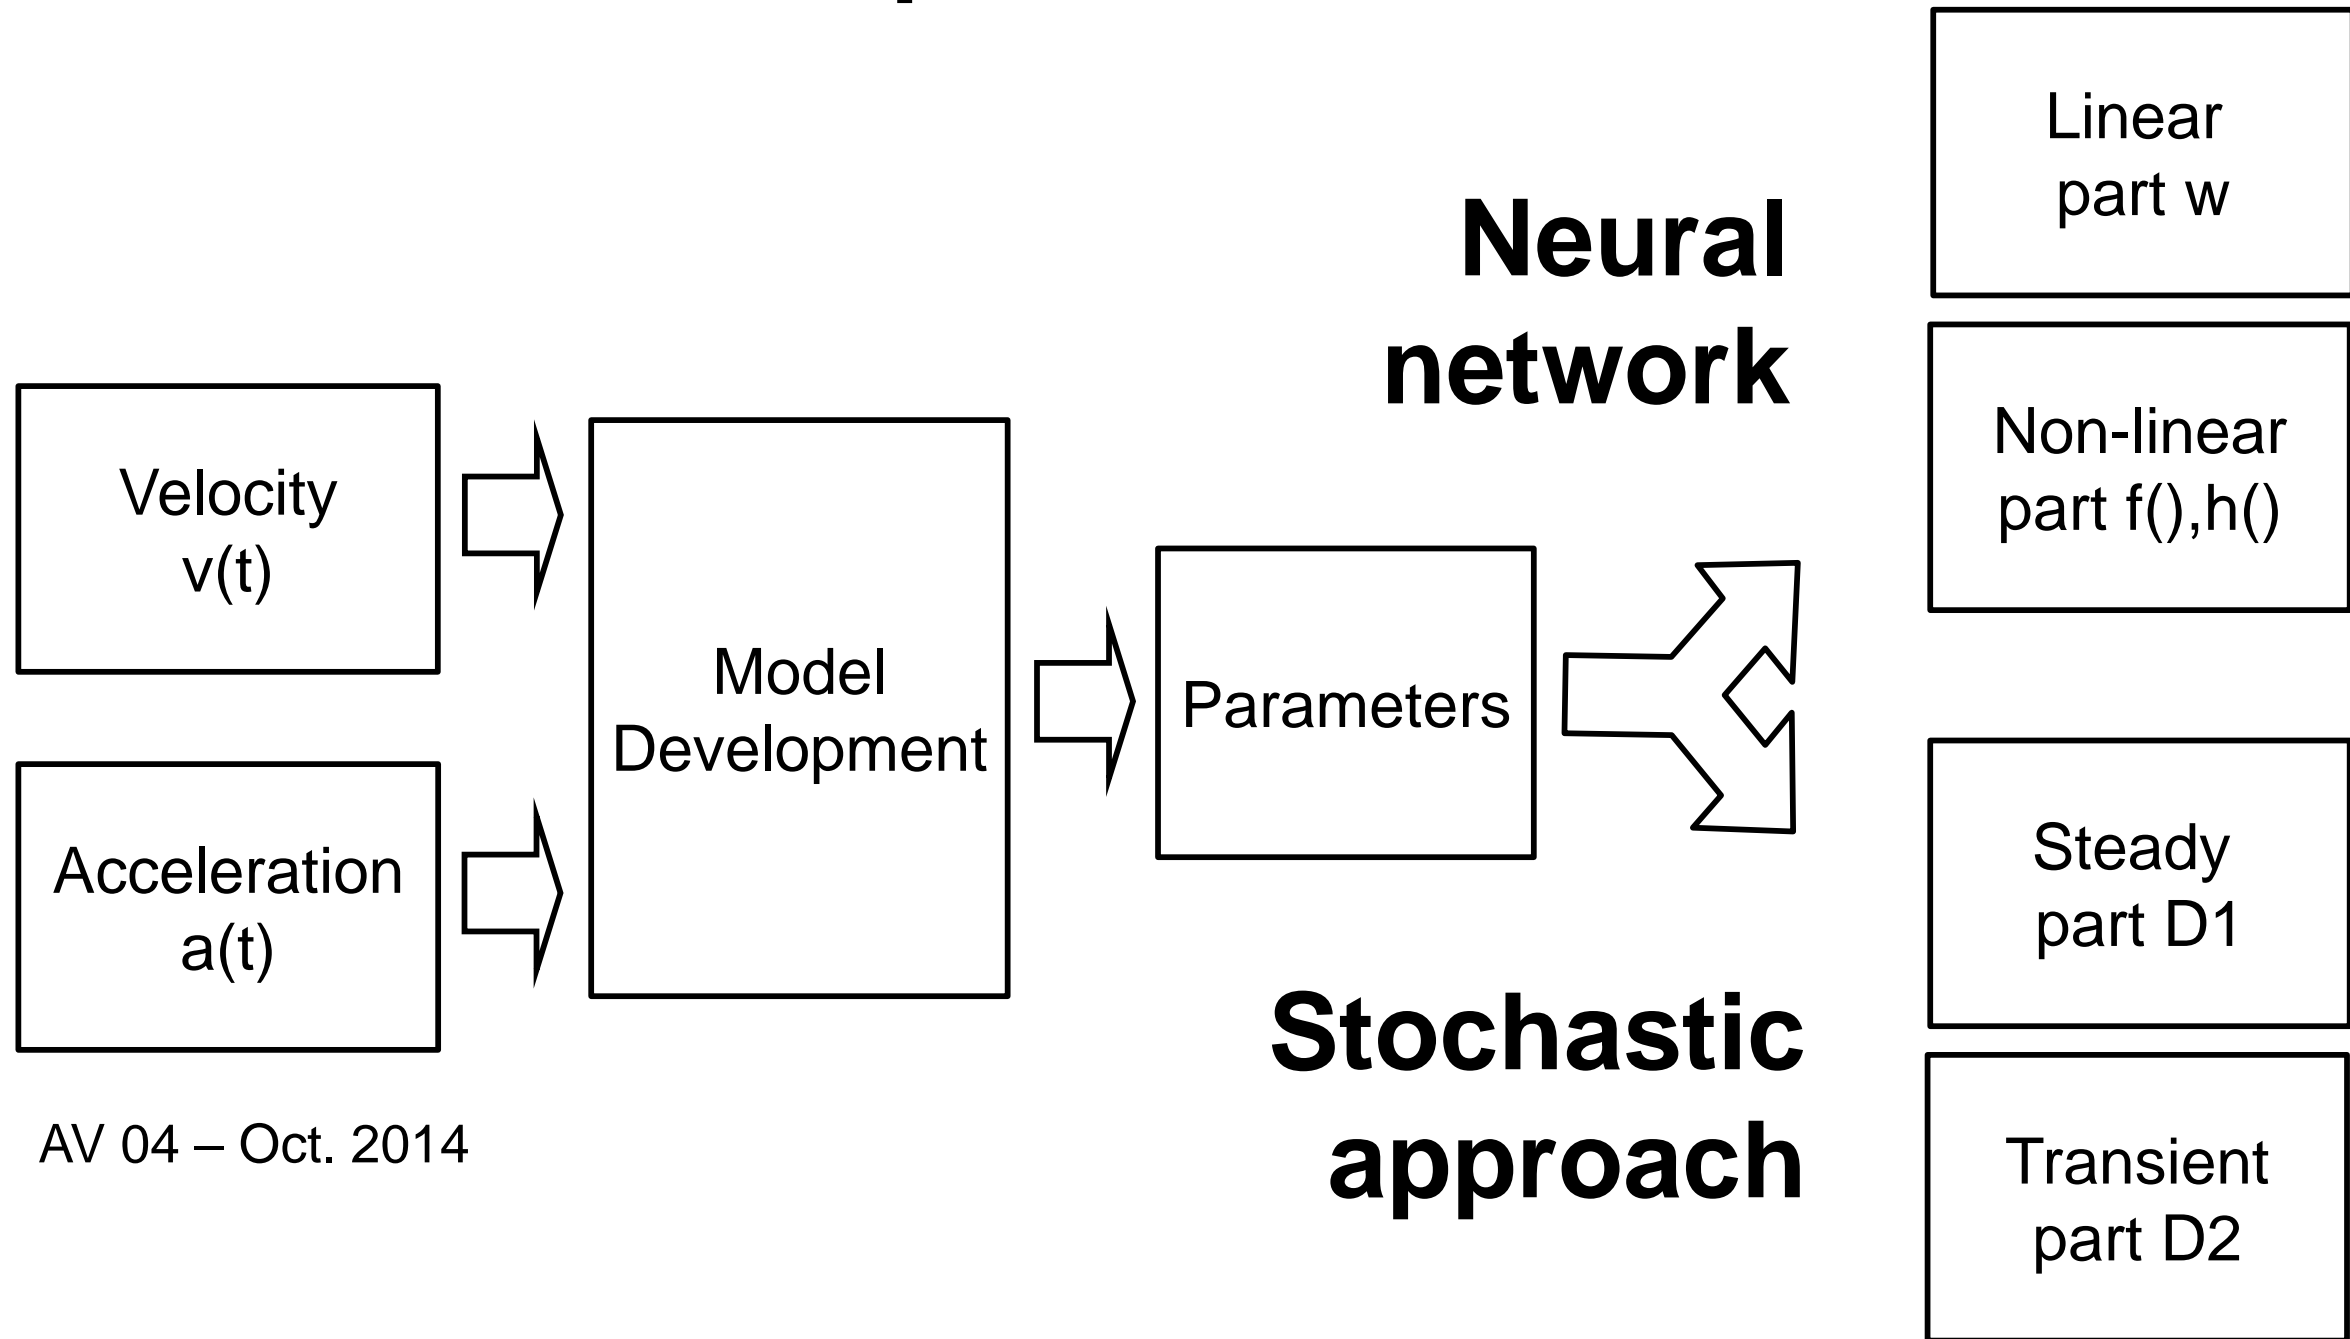 Velocity
v(t)
Acceleration
a(t)
AV 04 – Oct. 2014
Model
Development
Parameters
Neural
network
Stochastic
approach
Linear
part w
Non-linear
part f(),h()
Steady
part D1
Transient
part D2